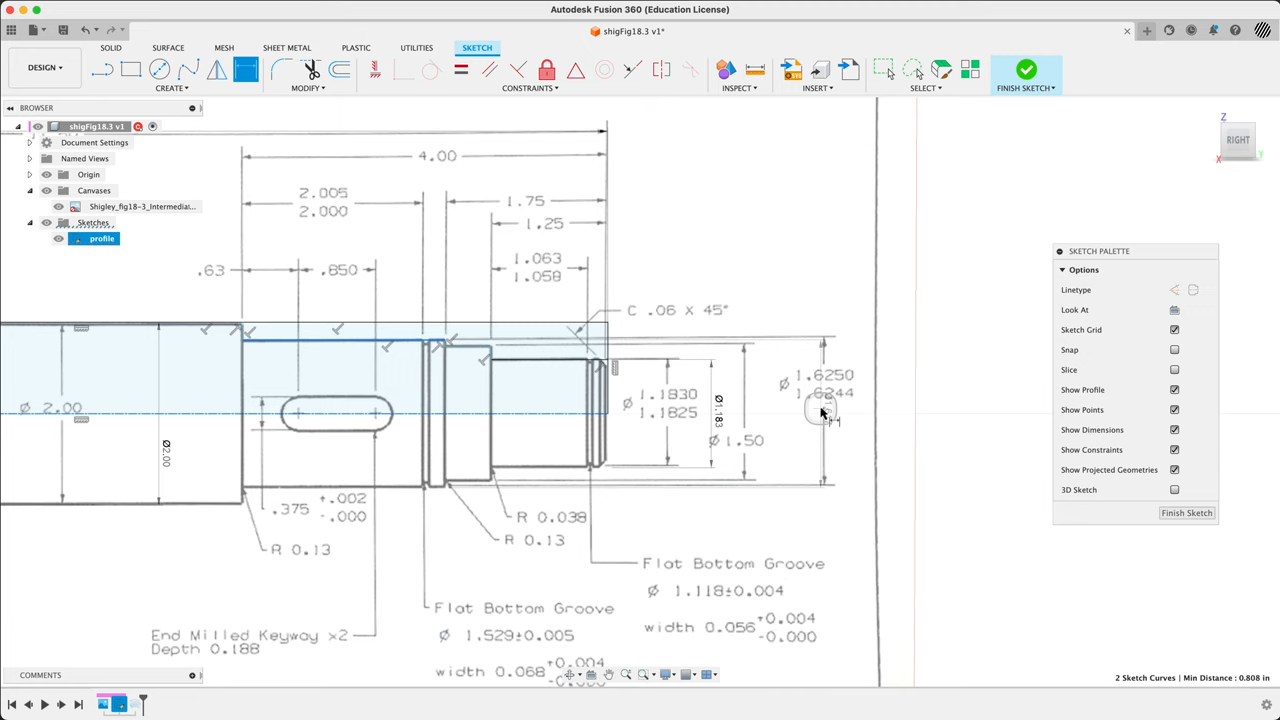 Autodesk Fusion 360 (Education License)
shigFig18.3 v1*
DESIGN
SOLID
SURFACE
MESH
SHEET METAL
PLASTIC
UTILITIES
SKETCH
CREATE
MODIFY
CONSTRAINTS
INSPECT
INSERT
SELECT
FINISH SKETCH
BROWSER
shigFig18.3 v1
Document Settings
Named Views
Origin
Canvases
Shigley_fig18-3_Intermedia...
Sketches
profile
Z
RIGHT
X
Y
4.00
2.005
2.000
1.75
1.25
1.063
1.058
.63
.850
C .06 X 45°
Ø 2.00
Ø2.00
Ø 1.1830
1.1825
Ø1.183
Ø 1.50
Ø 1.6250
1.6244
.375 +.002
-.000
R 0.038
R 0.13
R 0.13
Flat Bottom Groove
Ø 1.118±0.004
width 0.056 +0.004
-0.000
Flat Bottom Groove
Ø 1.529±0.005
width 0.068 +0.004
End Milled Keyway x2
Depth 0.188
SKETCH PALETTE
Options
Linetype
Look At
Sketch Grid
Snap
Slice
Show Profile
Show Points
Show Dimensions
Show Constraints
Show Projected Geometries
3D Sketch
Finish Sketch
COMMENTS
2 Sketch Curves | Min Distance : 0.808 in